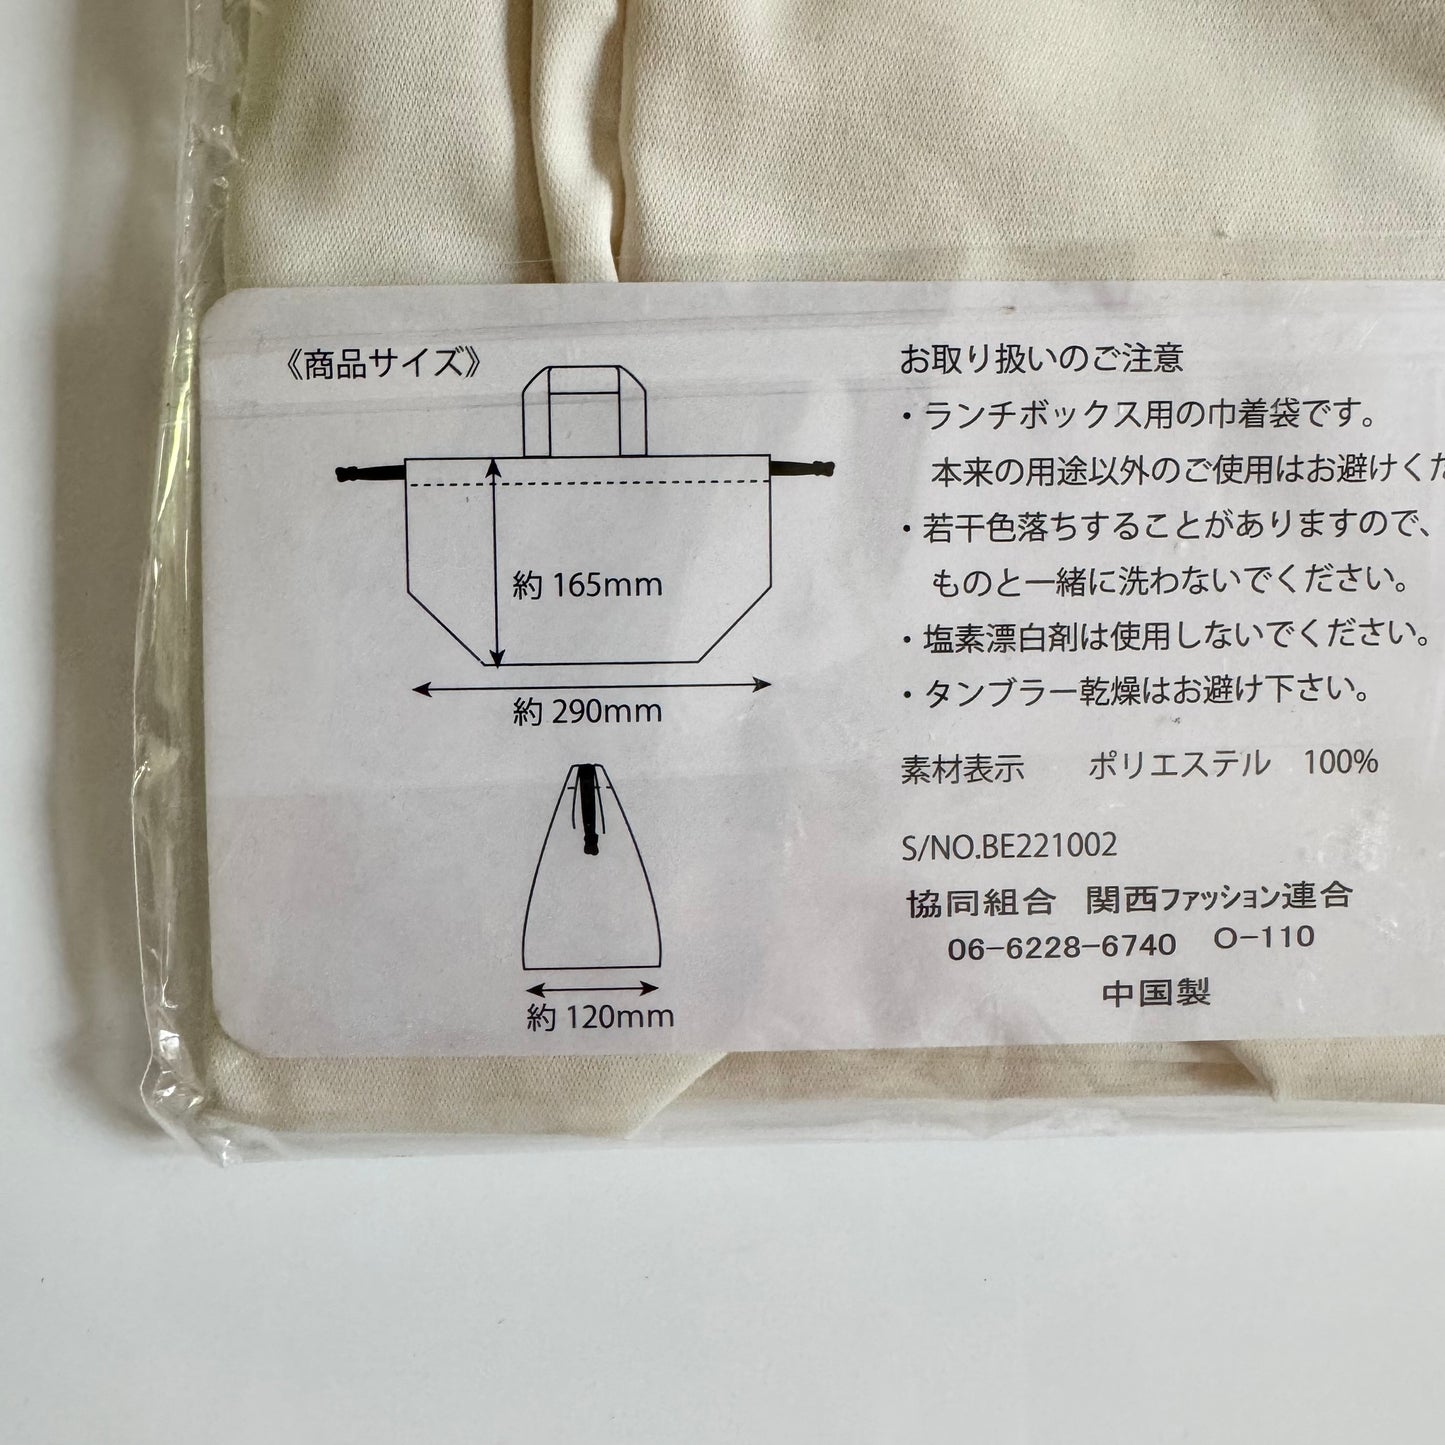 《商品サイズ》
約 165mm
約 290mm
約 120mm
お取り扱いのご注意
・ランチボックス用の巾着袋です。
本来の用途以外のご使用はお避けくだ
・若干色落ちすることがありますので、
ものと一緒に洗わないでください。
・塩素漂白剤は使用しないでください。
・タンブラー乾燥はお避け下さい。
素材表示 ポリエステル 100%
S/NO.BE221002
協同組合 関西ファッション連合
06-6228-6740 O-110
中国製